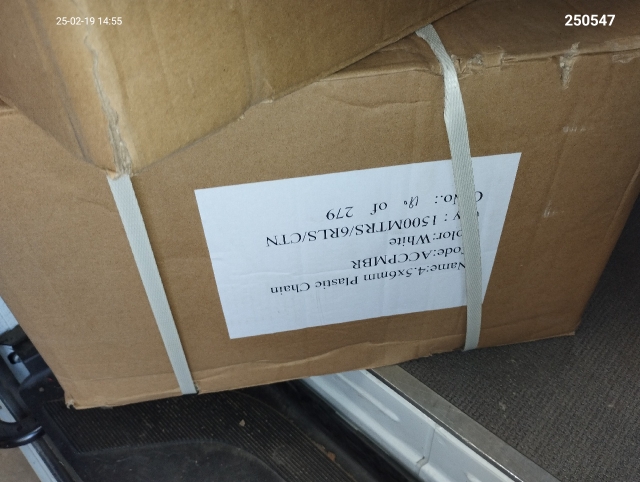 25-02-19 14:55
250547
Name:4.5x6mm Plastic Chain
Code:ACCPMBR
Color:White
y : 1500MTRS/6RLS/CTN
No.: of 279